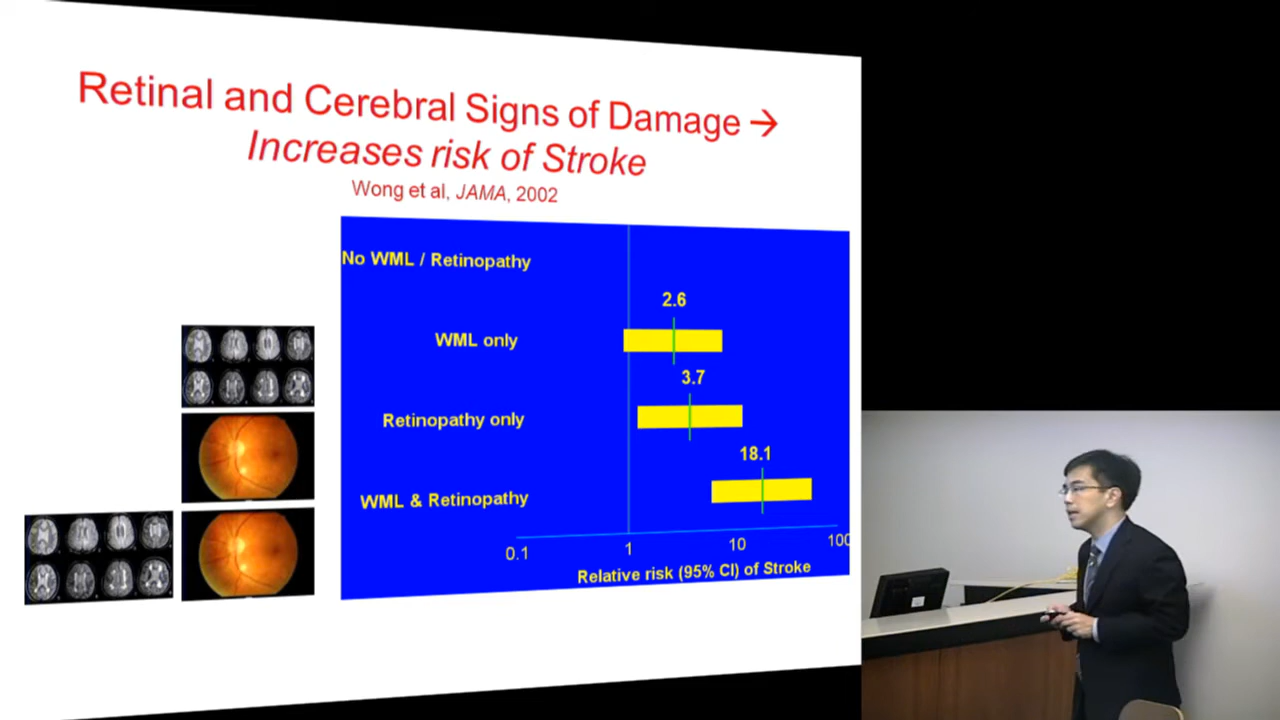 Retinal and Cerebral Signs of Damage →
Increases risk of Stroke
Wong et al, JAMA, 2002
No WML / Retinopathy
2.6
WML only
3.7
Retinopathy only
18.1
WML & Retinopathy
0.1 1 10 100
Relative risk (95% CI) of Stroke